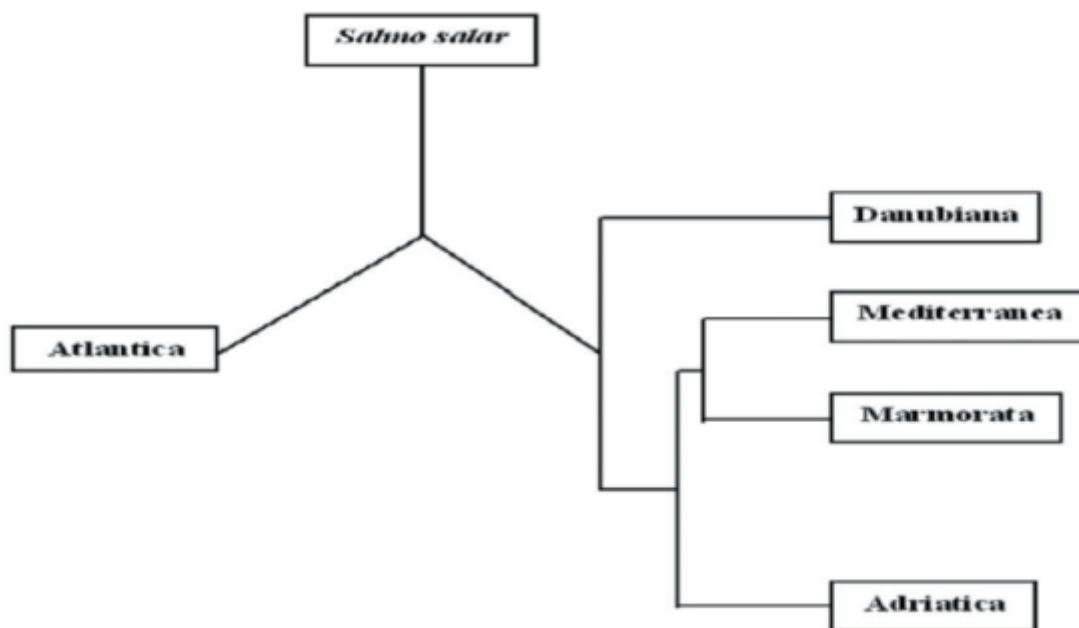 Salmo salar
Danubiana
Mediterranea
Atlantica
Marmorata
Adriatica